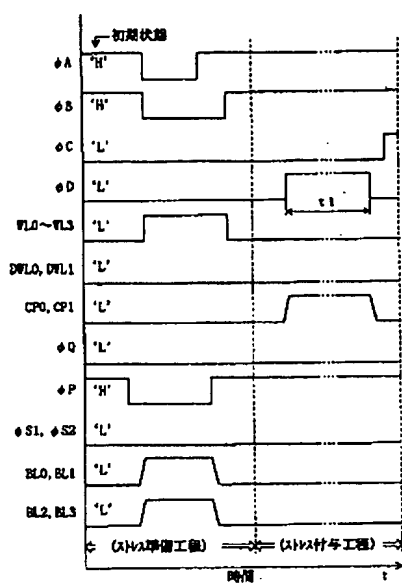 初期状態
φA 'H'
φB 'H'
φC 'L'
φD 'L'
t1
WL0〜WL3 'L'
DWL0, DWL1 'L'
CP0, CP1 'L'
φQ 'L'
φP 'H'
φS1, φS2 'L'
BL0, BL1 'L'
BL2, BL3 'L'
(ストレス準備工程) (ストレス付与工程)
時間 t